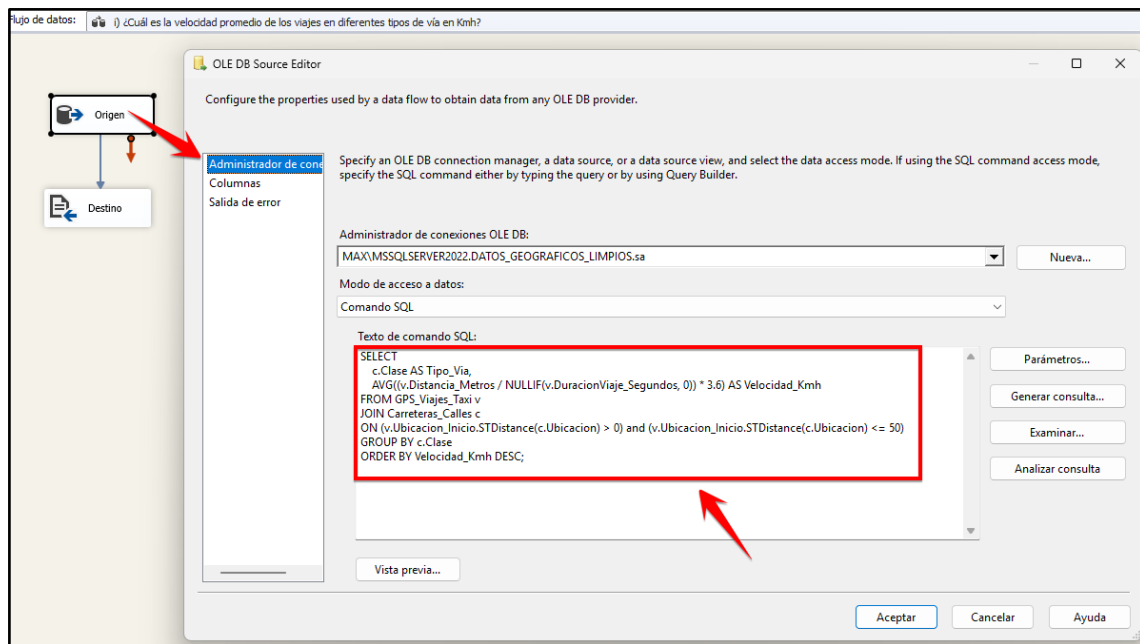 Flujo de datos:
i) ¿Cuál es la velocidad promedio de los viajes en diferentes tipos de vía en Kmh?
OLE DB Source Editor
Configure the properties used by a data flow to obtain data from any OLE DB provider.
Origen
Destino
Administrador de cone
Columnas
Salida de error
Specify an OLE DB connection manager, a data source, or a data source view, and select the data access mode. If using the SQL command access mode,
specify the SQL command either by typing the query or by using Query Builder.
Administrador de conexiones OLE DB:
MAX\MSSQLSERVER2022.DATOS_GEOGRAFICOS_LIMPIOS.sa
Nueva...
Modo de acceso a datos:
Comando SQL
Texto de comando SQL:
SELECT
c.Clase AS Tipo_Via,
AVG((v.Distancia_Metros / NULLIF(v.DuracionViaje_Segundos, 0)) * 3.6) AS Velocidad_Kmh
FROM GPS_Viajes_Taxi v
JOIN Carreteras_Calles c
ON (v.Ubicacion_Inicio.STDistance(c.Ubicacion) > 0) and (v.Ubicacion_Inicio.STDistance(c.Ubicacion) <= 50)
GROUP BY c.Clase
ORDER BY Velocidad_Kmh DESC;
Parámetros...
Generar consulta...
Examinar...
Analizar consulta
Vista previa...
Aceptar
Cancelar
Ayuda